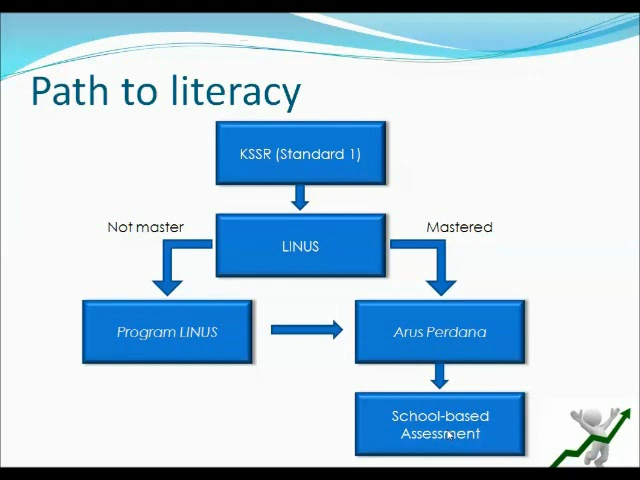 Path to literacy
KSSR (Standard 1)
Not master
Mastered
LINUS
Program LINUS
Arus Perdana
School-based
Assessment